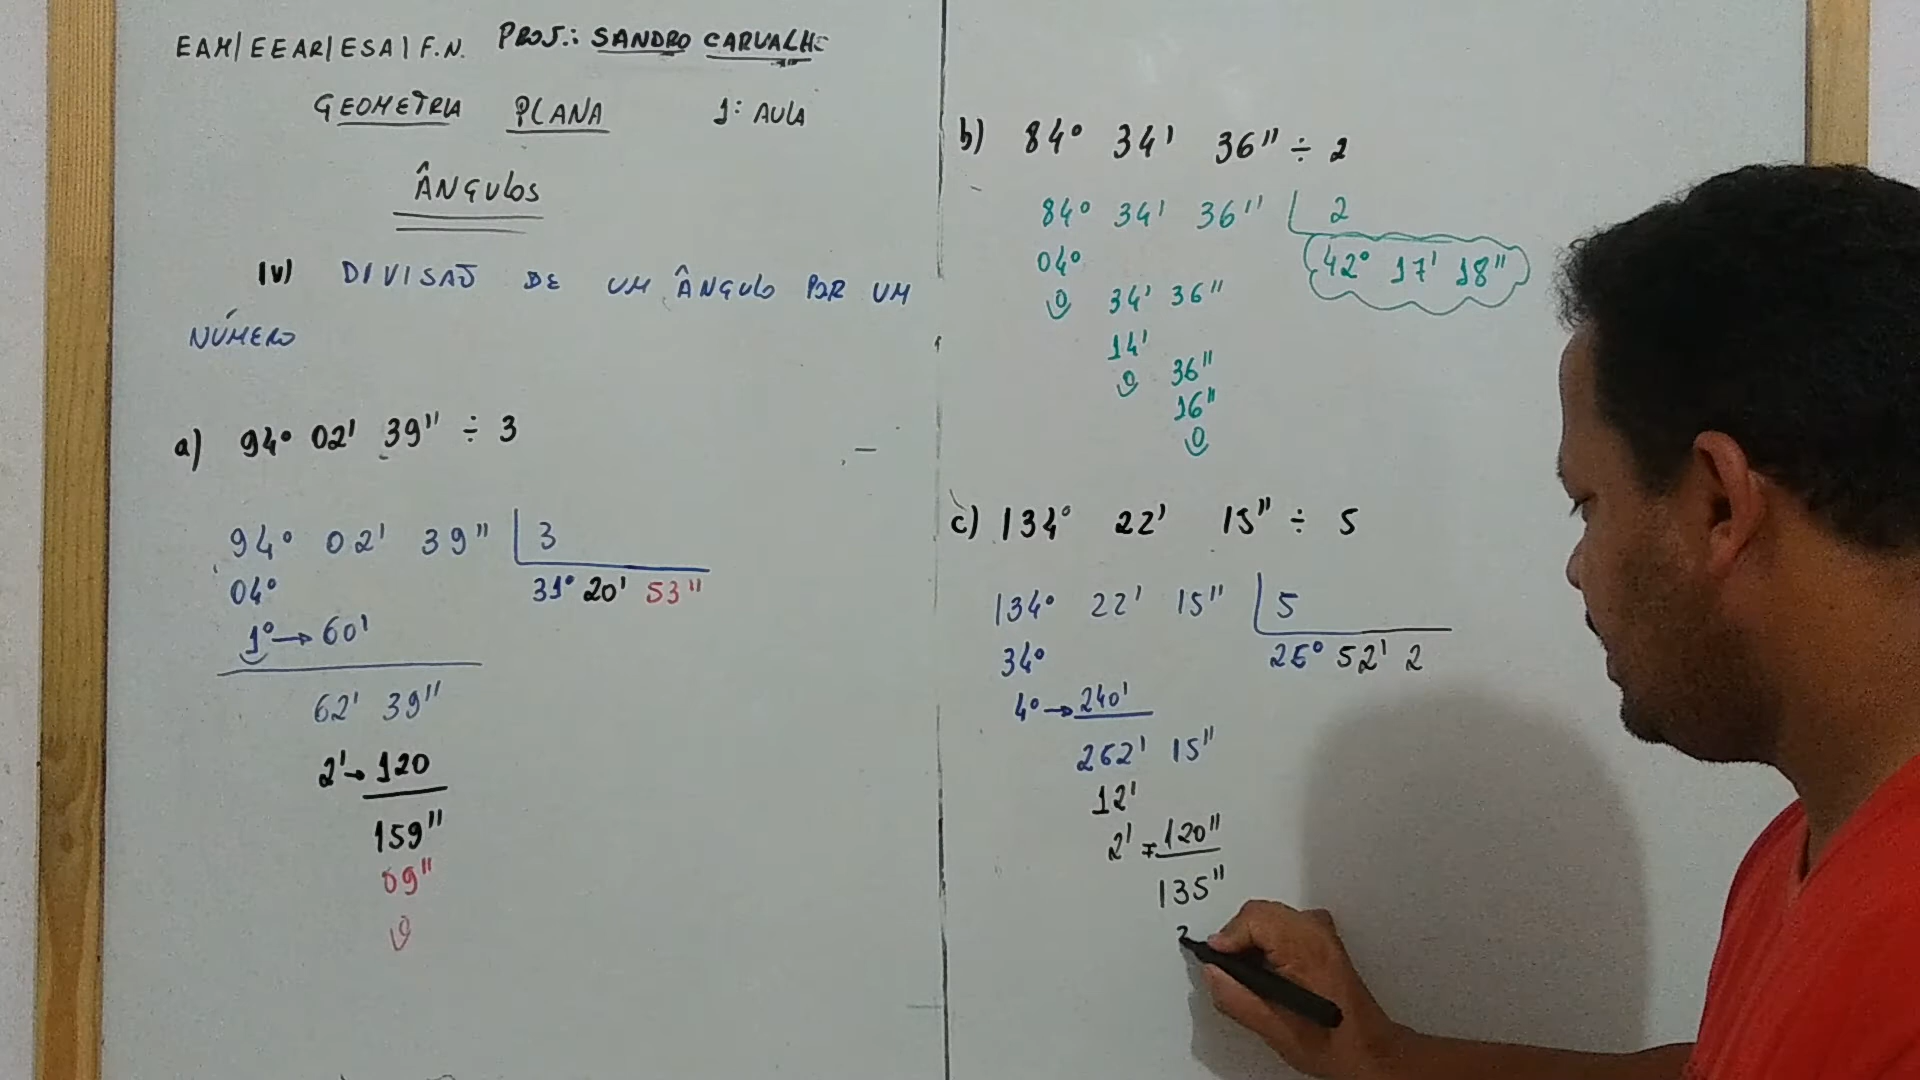 EAM/EEAR/ESA/F.N. PROF.: SANDRO CARVALHO
GEOMETRIA PLANA 1ª AULA
ÂNGULOS
IV) DIVISÃO DE UM ÂNGULO POR UM
NÚMERO
a) 94° 02' 39" ÷ 3
94° 02' 39" 3
04° 31° 20' 53"
1° → 60'
62' 39"
2' → 120
159"
09"
0
b) 84° 34' 36" ÷ 2
84° 34' 36" 2
04° 42° 17' 18"
0 34' 36"
14'
0 36"
16"
0
c) 134° 22' 15" ÷ 5
134° 22' 15" 5
34° 26° 52' 2
4° → 240'
262' 15"
12'
2' = 120"
135"